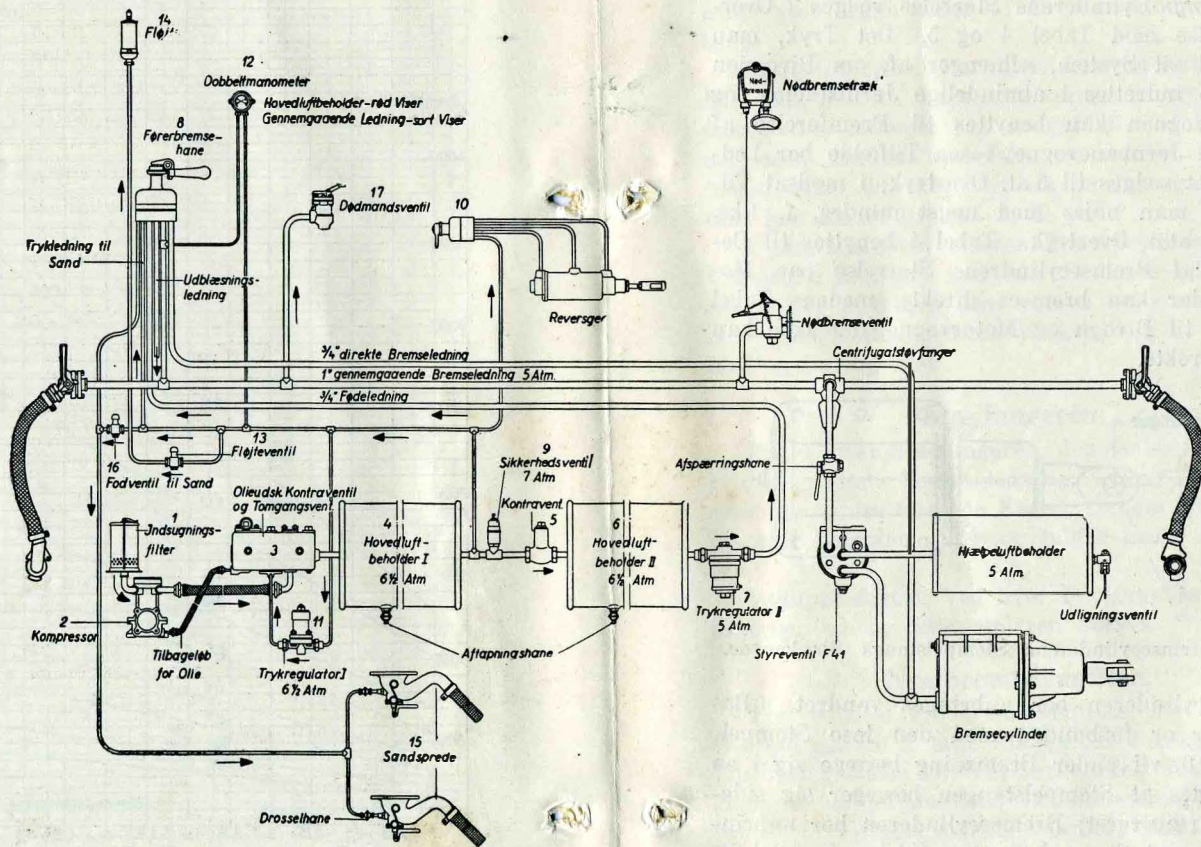 14
Fløjt
12
Dobbeltmanometer
Hovedluftbeholder-rød Viser
Gennemgaaende Ledning-sort Viser
8
Førerbremse-
hane
Nød-
bremse
Nødbremsetræk
17
Dødmandsventil
10
Trykledning til
Sand
Udblæsnings-
ledning
Reversger
Nødbremseventil
Centrifugalstøvfanger
3/4" direkte Bremseledning
1" gennemgaaende Bremseledning 5 Atm.
3/4" Fødeledning
13
Fløjteventil
16
Fodventil til Sand
9
Sikkerhedsventil
7 Atm
Afspærringshane
1
Indsugnings-
filter
Olieudsk. Kontraventil
og Tomgangsvent.
3
4
Hovedluft-
beholder I
6½ Atm
Kontravent.
5
6
Hovedluft-
beholder II
6½ Atm
7
Trykregulator II
5 Atm
Hjælpeluftbeholder
5 Atm.
Udligningsventil
2
Kompressor
Tilbageløb
for Olie
11
Trykregulator I
6½ Atm
Aftapningshane
Styreventil F 41
Bremsecylinder
15
Sandsprede
Drosselhane